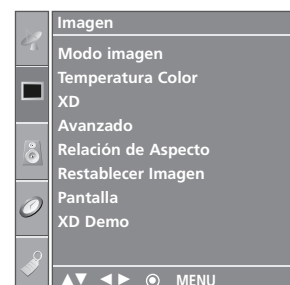 Imagen
Modo imagen
Temperatura Color
XD
Avanzado
Relación de Aspecto
Restablecer Imagen
Pantalla
XD Demo
MENU